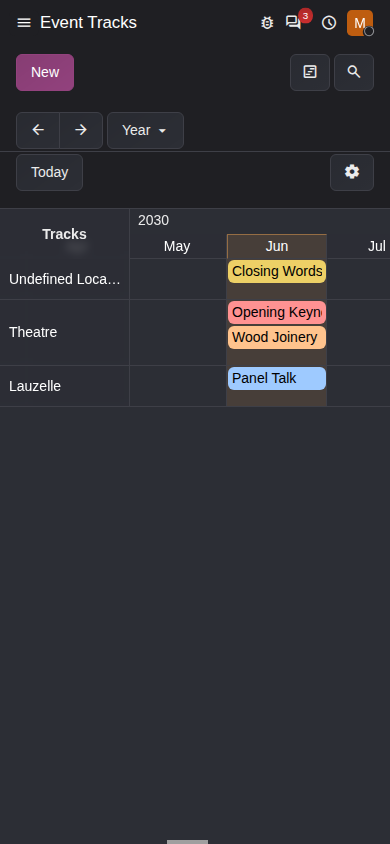 Event Tracks
3
M
New
Year
Today
2030
Tracks
May
Jun
Jul
Undefined Loca…
Closing Words
Theatre
Opening Keyn
Wood Joinery
Lauzelle
Panel Talk